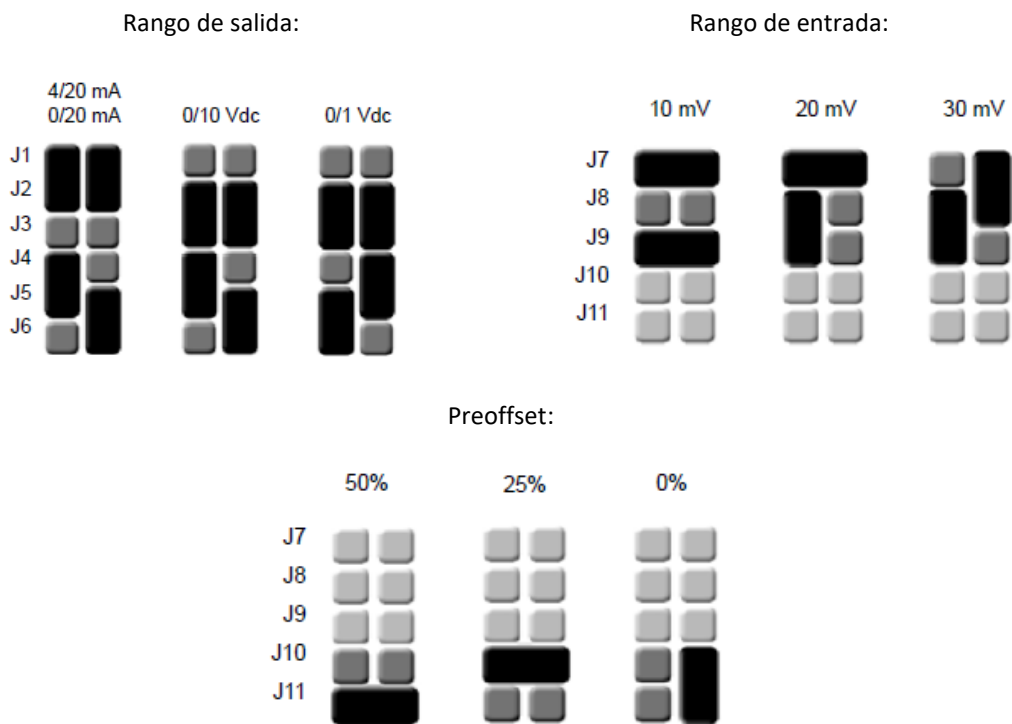 Rango de salida:
Rango de entrada:
4/20 mA
0/20 mA
0/10 Vdc
0/1 Vdc
J1
J2
J3
J4
J5
J6
10 mV
20 mV
30 mV
J7
J8
J9
J10
J11
Preoffset:
50%
25%
0%
J7
J8
J9
J10
J11